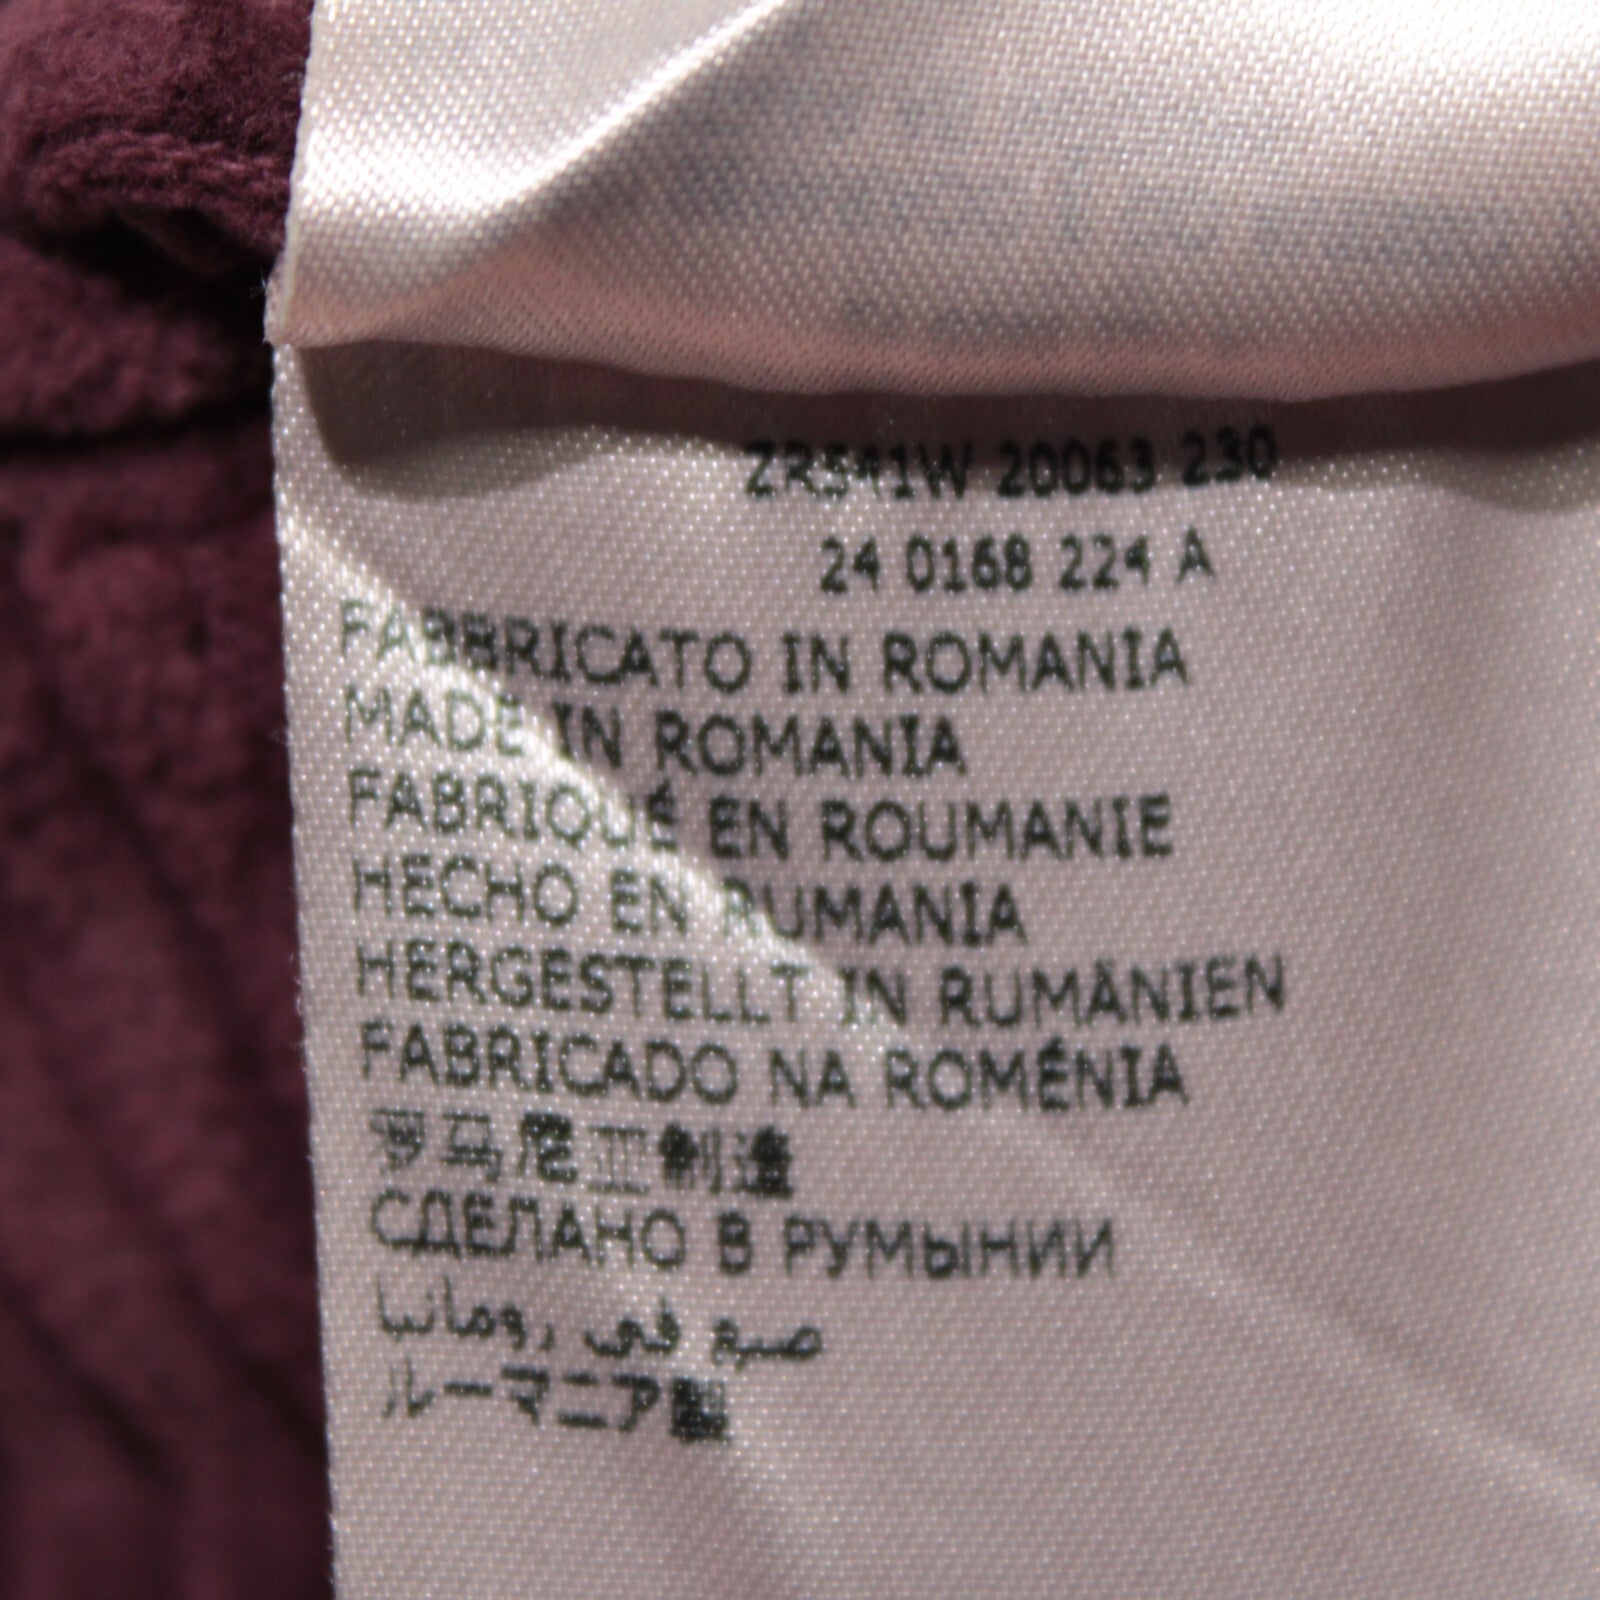 ZR541W 20063 230
24 0168 224 A
FABBRICATO IN ROMANIA
MADE IN ROMANIA
FABRIQUÉ EN ROUMANIE
HECHO EN RUMANIA
HERGESTELLT IN RUMÄNIEN
FABRICADO NA ROMÉNIA
罗马尼亚制造
СДЕЛАНО В РУМЫНИИ
صنع في رومانيا
ルーマニア製